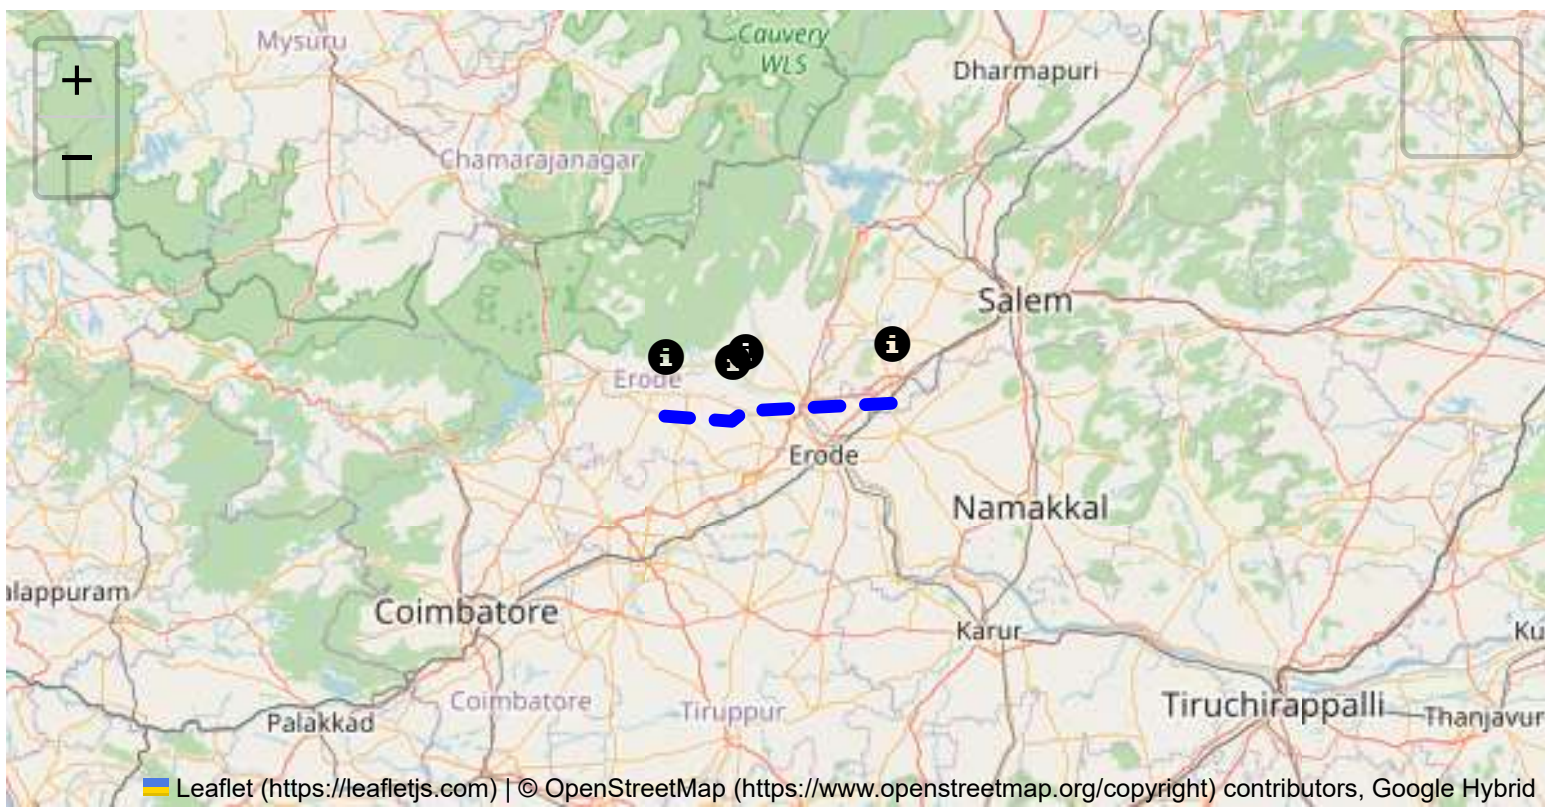 Mysuru
Cauvery
WLS
Dharmapuri
+
−
Chamarajanagar
Salem
i
i
i
i
Erode
Erode
Namakkal
alappuram
Coimbatore
Karur
Ku
Coimbatore
Tiruppur
Tiruchirappalli
Thanjavur
Palakkad
Leaflet (https://leafletjs.com) | © OpenStreetMap (https://www.openstreetmap.org/copyright) contributors, Google Hybrid